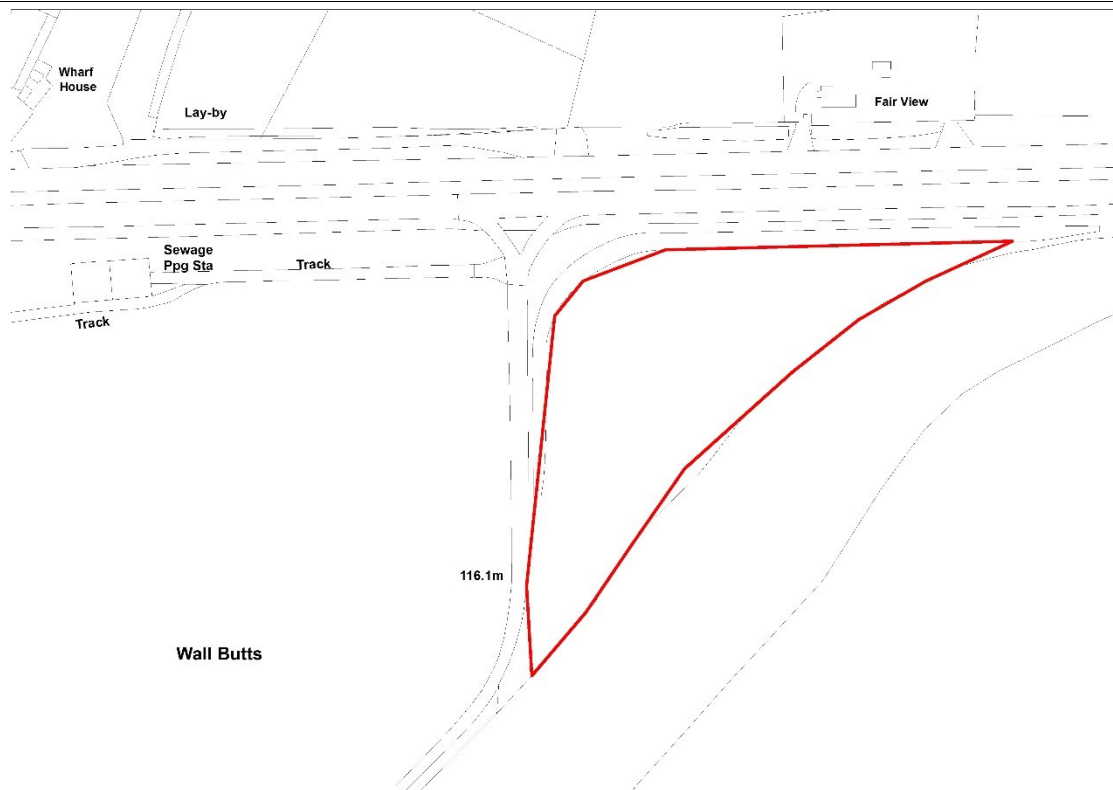 Wharf
House
Lay-by
Fair View
Sewage
Ppg Sta
Track
Track
116.1m
Wall Butts